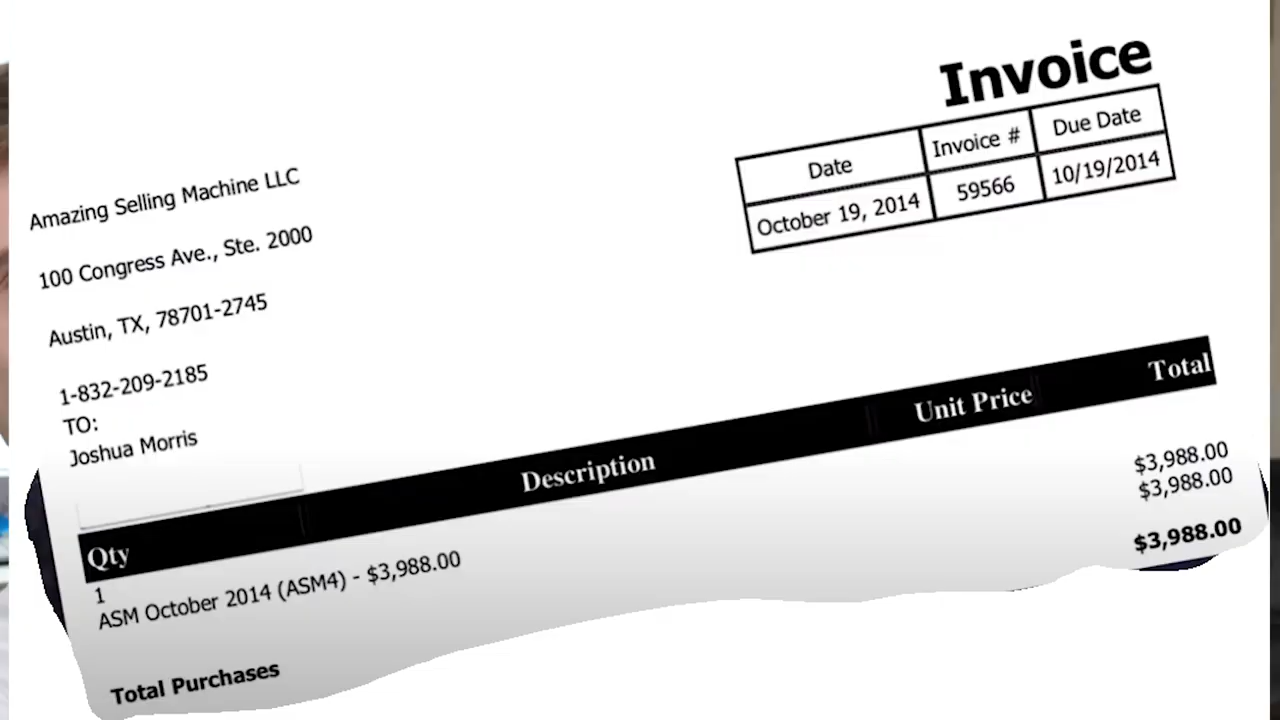 Invoice
Date Invoice # Due Date
October 19, 2014 59566 10/19/2014
Amazing Selling Machine LLC
100 Congress Ave., Ste. 2000
Austin, TX, 78701-2745
1-832-209-2185
TO:
Joshua Morris
Qty Description Unit Price Total
1 $3,988.00
ASM October 2014 (ASM4) - $3,988.00 $3,988.00
Total Purchases $3,988.00